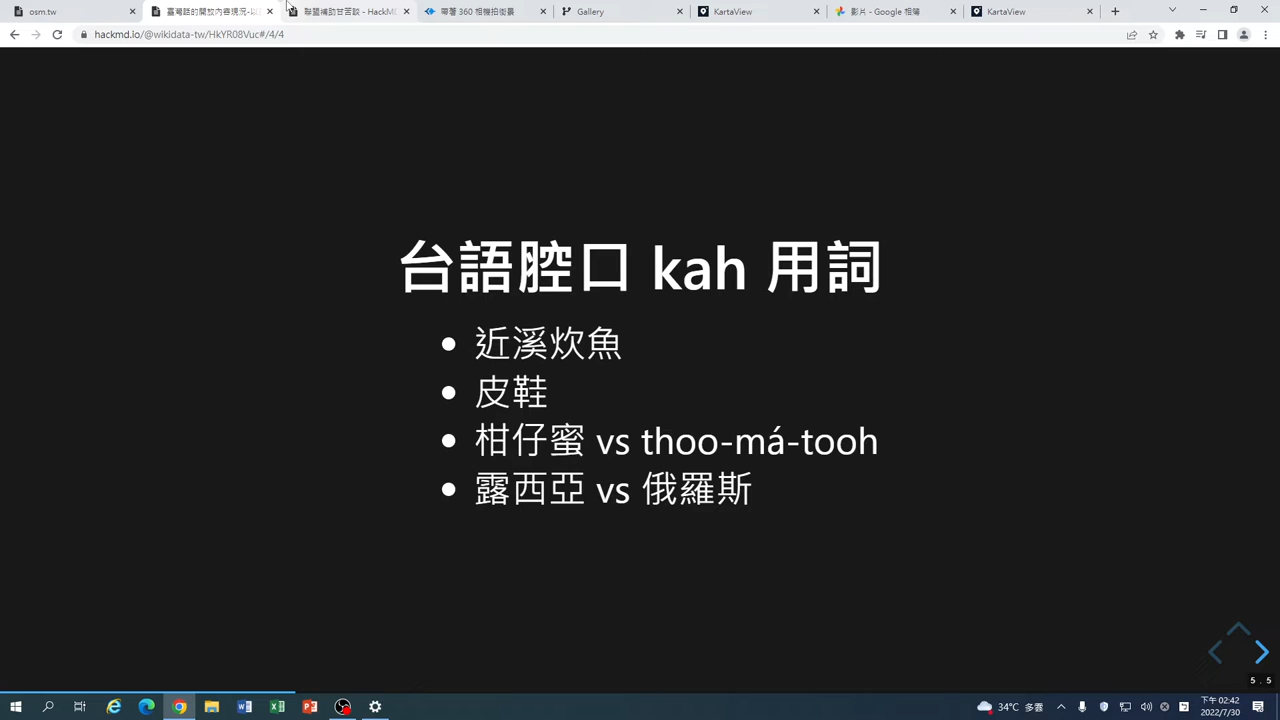 osm.tw
臺灣話的開放內容現況-以
聯盟補助甘苦談 - HackMD
帶著 360 相機拍街景
Gallery
KartaView
影片 - Google 相簿
KartaView
hackmd.io/@wikidata-tw/HkYR08Vuc#/4/4
台語腔口 kah 用詞
近溪炊魚
皮鞋
柑仔蜜 vs thoo-má-tooh
露西亞 vs 俄羅斯
5 . 5
34°C 多雲
下午 02:42
2022/7/30